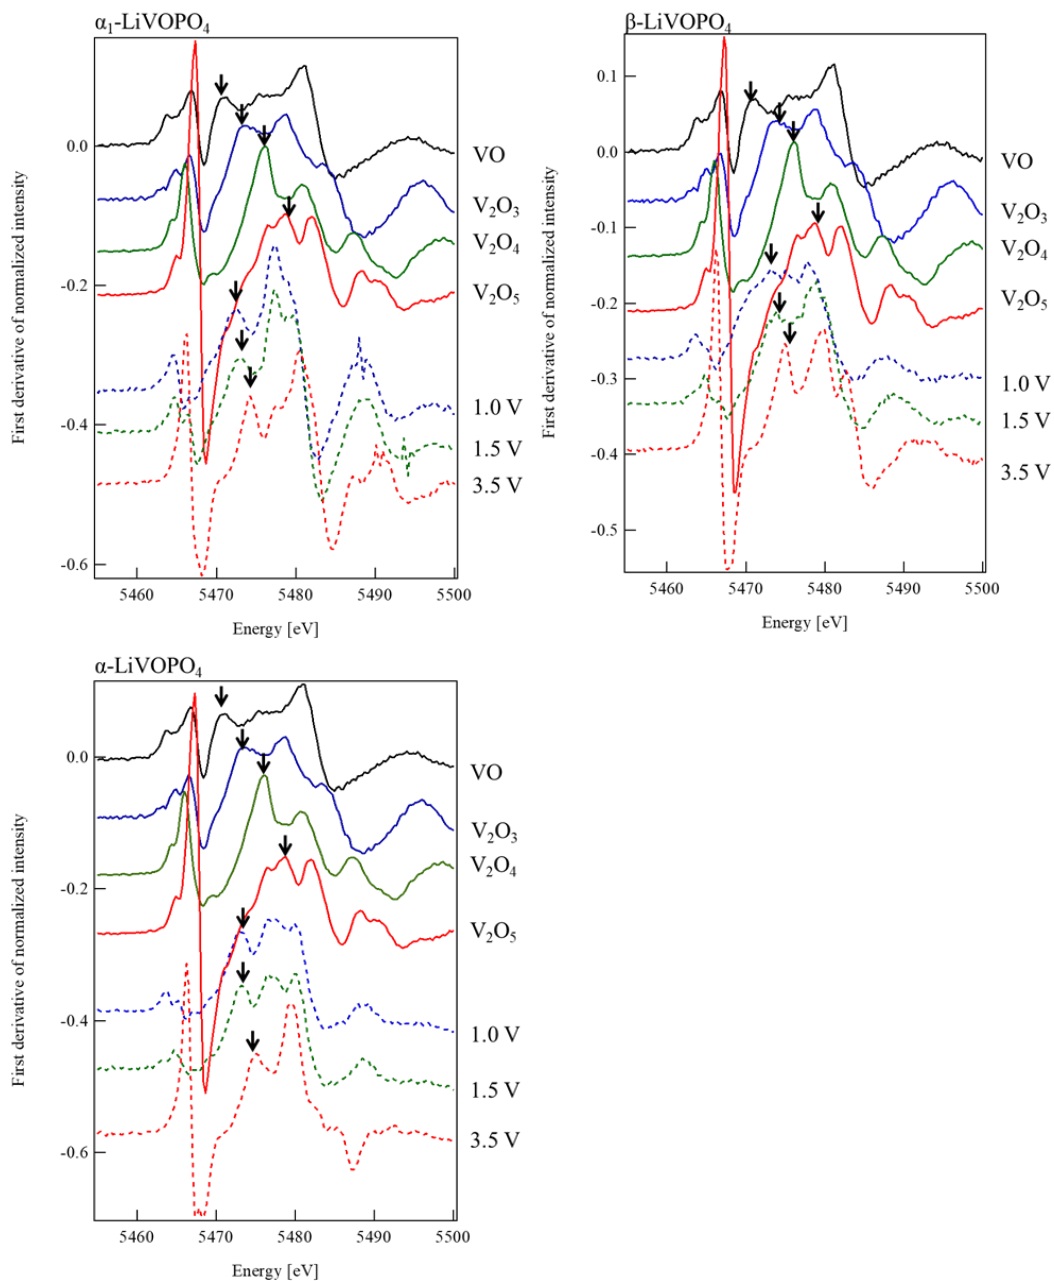 α₁-LiVOPO₄
0.0
-0.2
-0.4
-0.6
First derivative of normalized intensity
VO
V₂O₃
V₂O₄
V₂O₅
1.0 V
1.5 V
3.5 V
5460 5470 5480 5490 5500
Energy [eV]
β-LiVOPO₄
0.1
0.0
-0.1
-0.2
-0.3
-0.4
-0.5
First derivative of normalized intensity
VO
V₂O₃
V₂O₄
V₂O₅
1.0 V
1.5 V
3.5 V
5460 5470 5480 5490 5500
Energy [eV]
α-LiVOPO₄
0.0
-0.2
-0.4
-0.6
First derivative of normalized intensity
VO
V₂O₃
V₂O₄
V₂O₅
1.0 V
1.5 V
3.5 V
5460 5470 5480 5490 5500
Energy [eV]